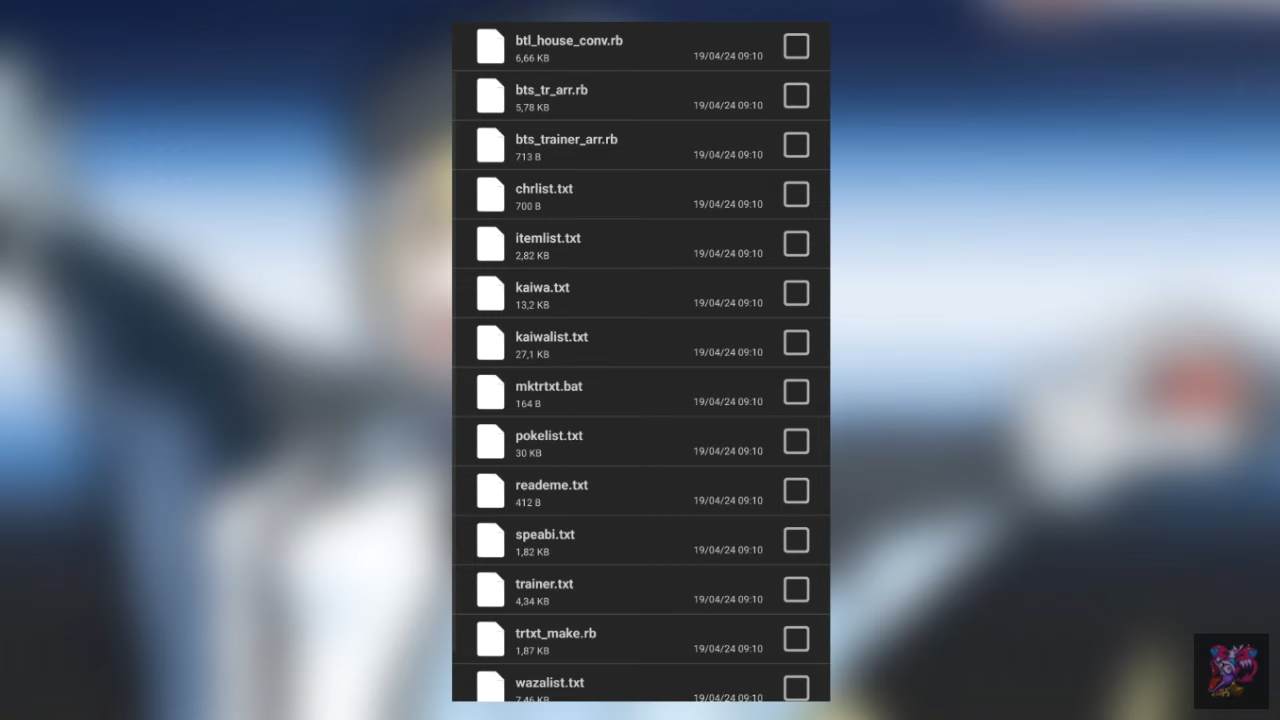 btl_house_conv.rb
6,66 KB 19/04/24 09:10
bts_tr_arr.rb
5,78 KB 19/04/24 09:10
bts_trainer_arr.rb
713 B 19/04/24 09:10
chrlist.txt
700 B 19/04/24 09:10
itemlist.txt
2,82 KB 19/04/24 09:10
kaiwa.txt
13,2 KB 19/04/24 09:10
kaiwalist.txt
27,1 KB 19/04/24 09:10
mktrtxt.bat
164 B 19/04/24 09:10
pokelist.txt
30 KB 19/04/24 09:10
reademe.txt
412 B 19/04/24 09:10
speabi.txt
1,82 KB 19/04/24 09:10
trainer.txt
4,34 KB 19/04/24 09:10
trtxt_make.rb
1,87 KB 19/04/24 09:10
wazalist.txt
7,46 KB 19/04/24 09:10